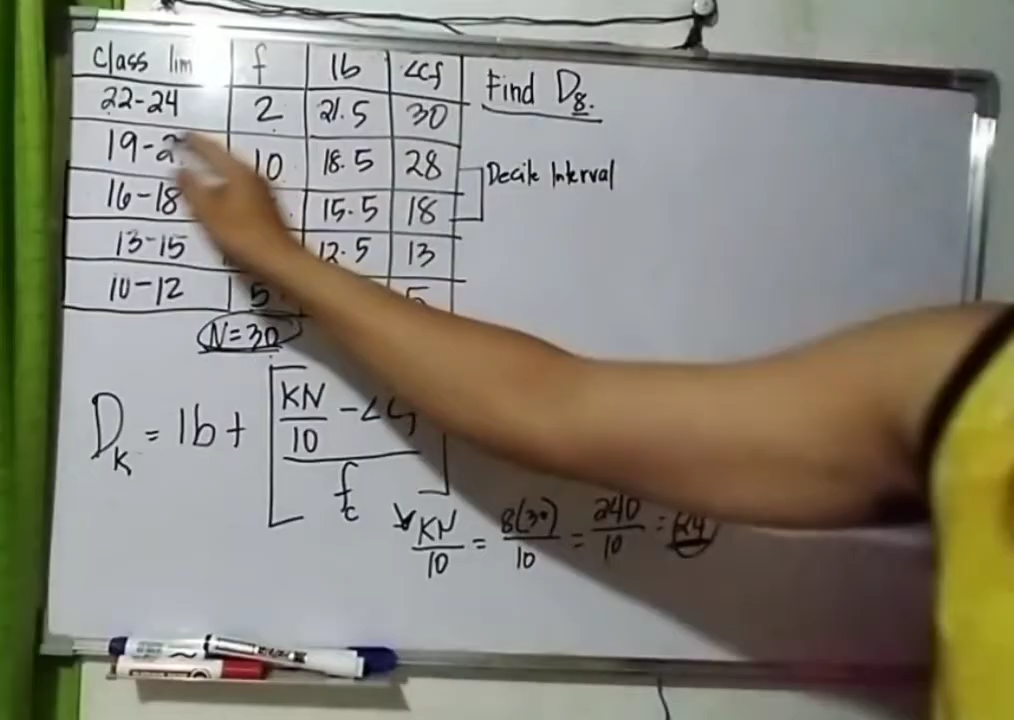 Class lim f lb <cf
22-24 2 21.5 30
19-2 10 18.5 28
16-18 15.5 18
13-15 12.5 13
10-12 5 5
N=30
Find D8.
Decile Interval
DK = lb + [KN/10 - <cf / fc]
KN/10 = 8(30)/10 = 240/10 = 24